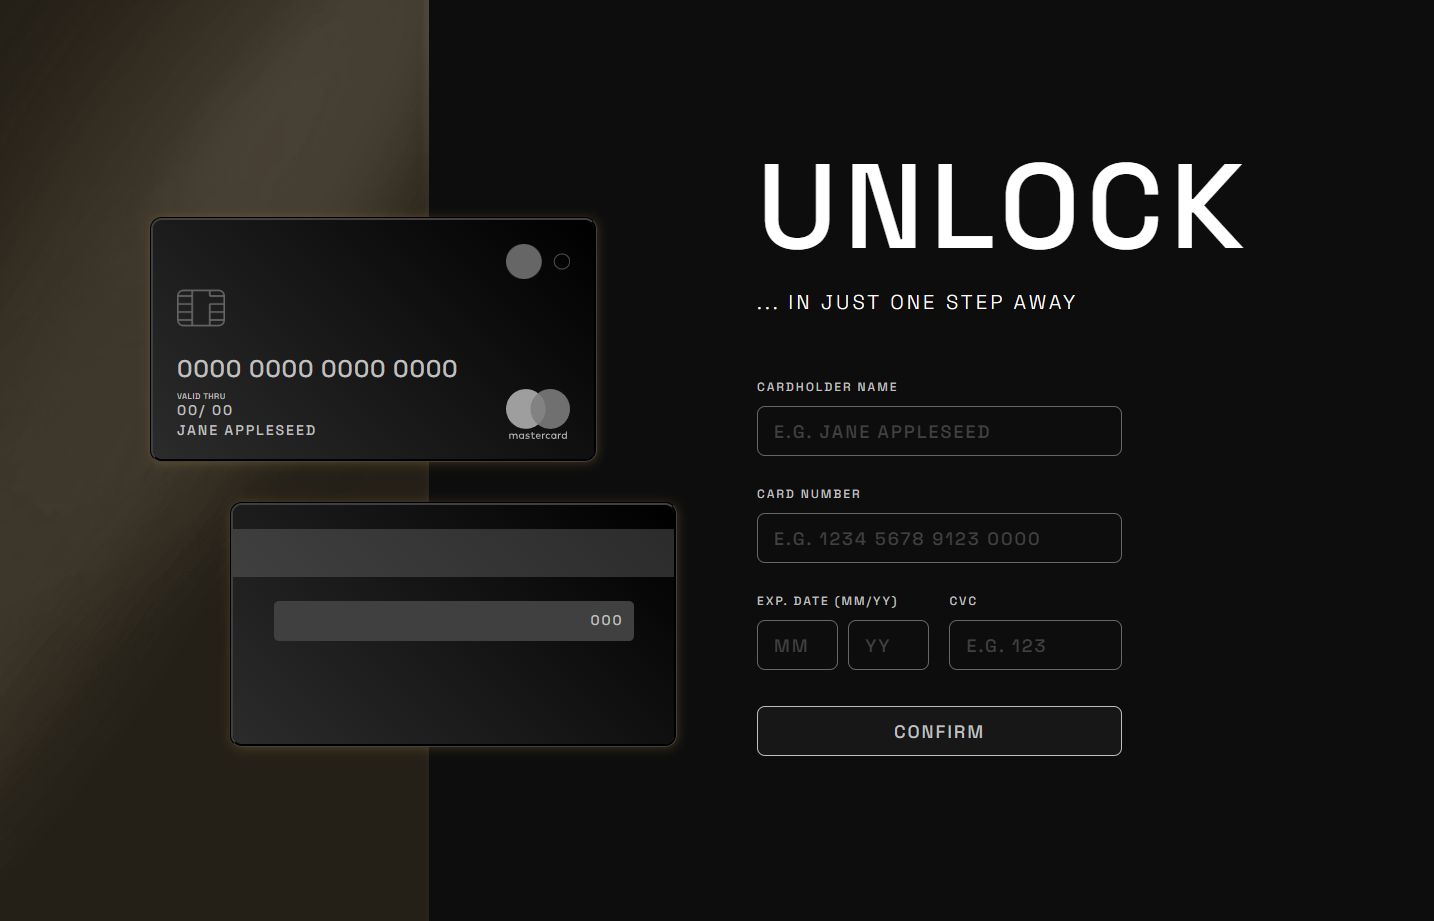 0000 0000 0000 0000
VALID THRU
00/ 00
JANE APPLESEED
mastercard
000
UNLOCK
... IN JUST ONE STEP AWAY
CARDHOLDER NAME
E.G. JANE APPLESEED
CARD NUMBER
E.G. 1234 5678 9123 0000
EXP. DATE (MM/YY) CVC
MM YY E.G. 123
CONFIRM